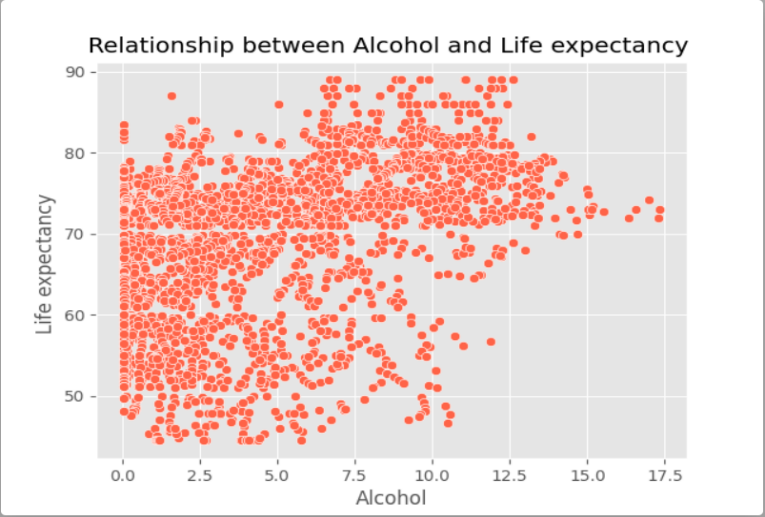 Relationship between Alcohol and Life expectancy
90
80
70
60
50
Life expectancy
0.0 2.5 5.0 7.5 10.0 12.5 15.0 17.5
Alcohol